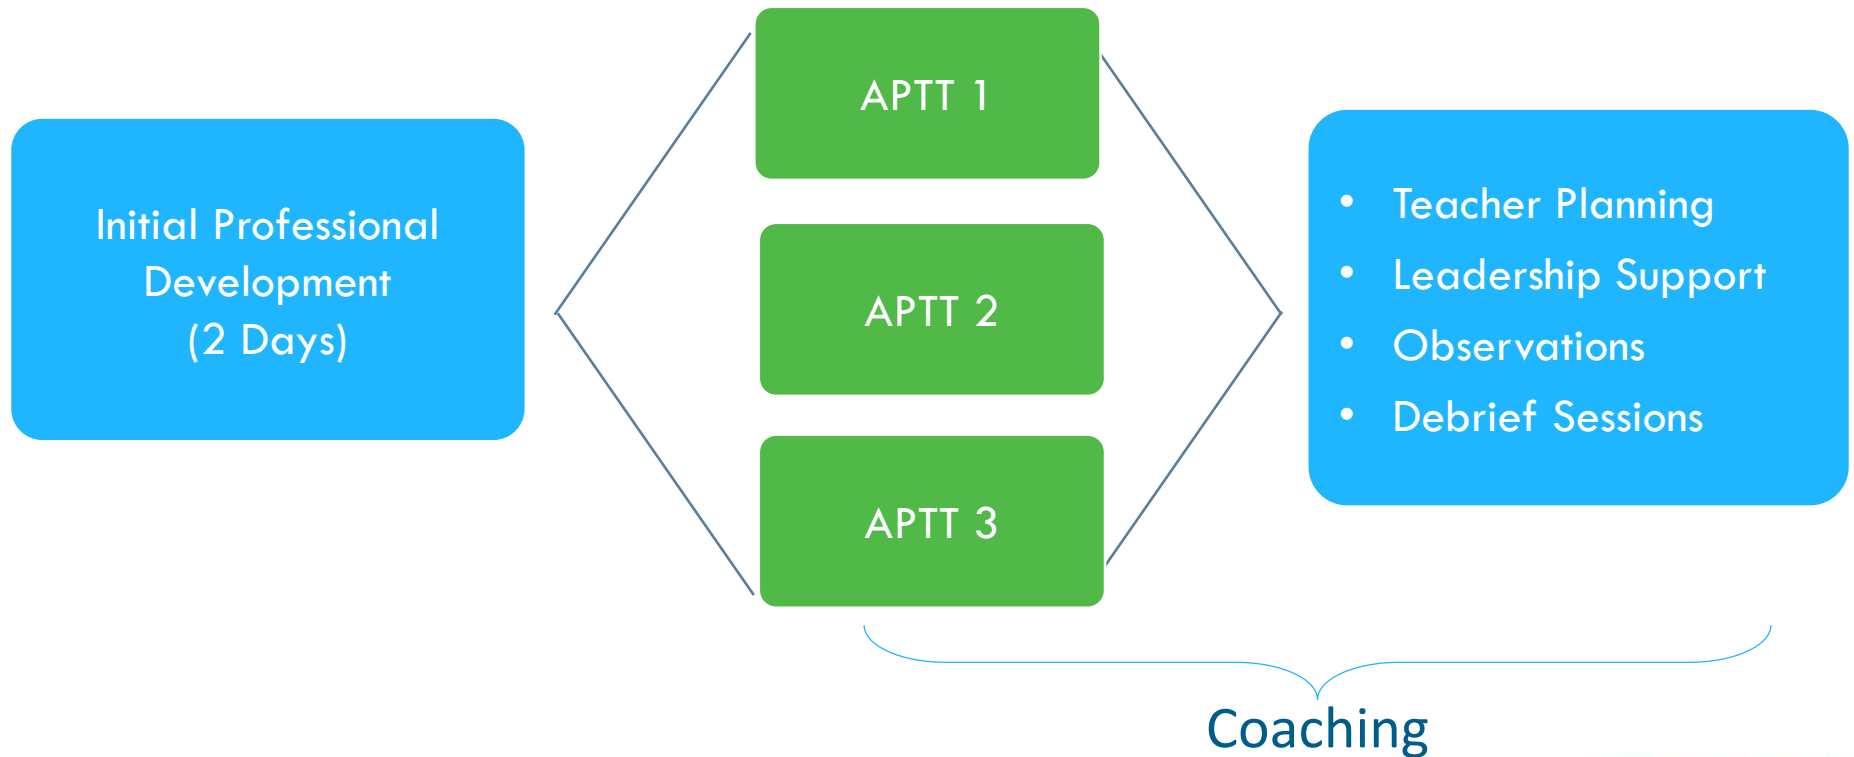 Initial Professional
Development
(2 Days)
APTT 1
APTT 2
APTT 3
• Teacher Planning
• Leadership Support
• Observations
• Debrief Sessions
Coaching